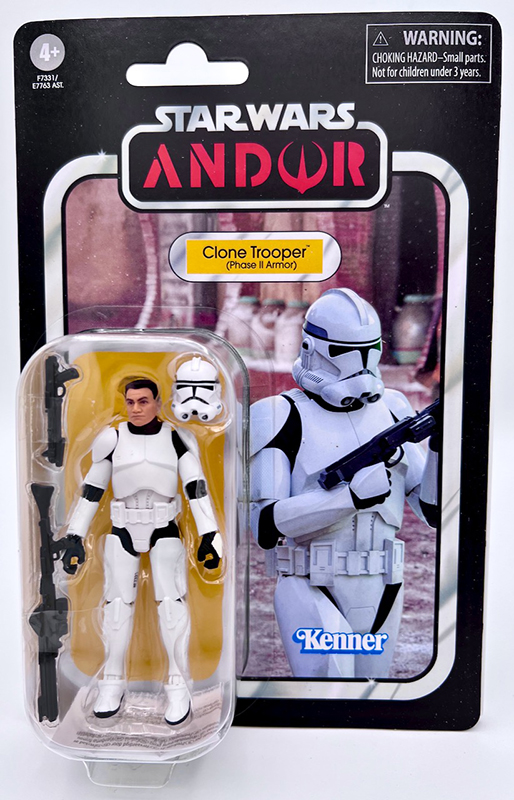 4+
F7331/
E7763 AST.
⚠ WARNING:
CHOKING HAZARD–Small parts.
Not for children under 3 years.
STAR WARS
ANDOR
™
Clone Trooper™
(Phase II Armor)
Kenner